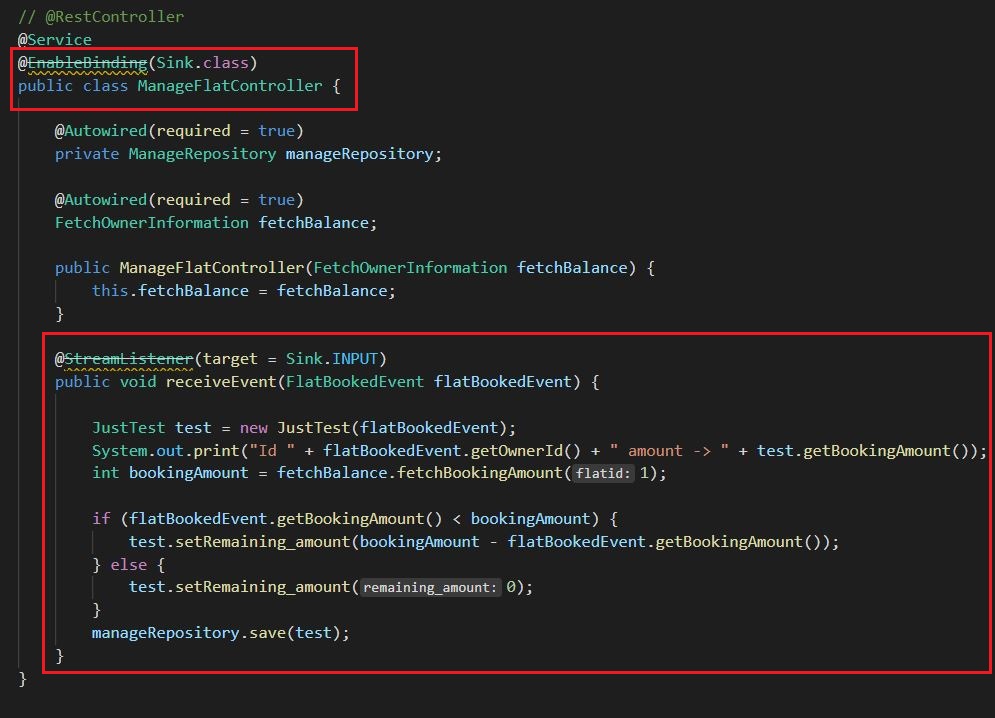 // @RestController
@Service
@EnableBinding(Sink.class)
public class ManageFlatController {
@Autowired(required = true)
private ManageRepository manageRepository;
@Autowired(required = true)
FetchOwnerInformation fetchBalance;
public ManageFlatController(FetchOwnerInformation fetchBalance) {
this.fetchBalance = fetchBalance;
}
@StreamListener(target = Sink.INPUT)
public void receiveEvent(FlatBookedEvent flatBookedEvent) {
JustTest test = new JustTest(flatBookedEvent);
System.out.print("Id " + flatBookedEvent.getOwnerId() + " amount -> " + test.getBookingAmount());
int bookingAmount = fetchBalance.fetchBookingAmount(flatid: 1);
if (flatBookedEvent.getBookingAmount() < bookingAmount) {
test.setRemaining_amount(bookingAmount - flatBookedEvent.getBookingAmount());
} else {
test.setRemaining_amount(remaining_amount: 0);
}
manageRepository.save(test);
}
}